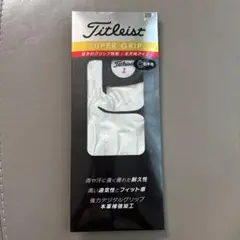 Titleist
SUPER GRIP
Titleist
雨や汗に強く優れた耐久性
高い通気性とフィット感
強力デジタルグリップ
本革補強加工